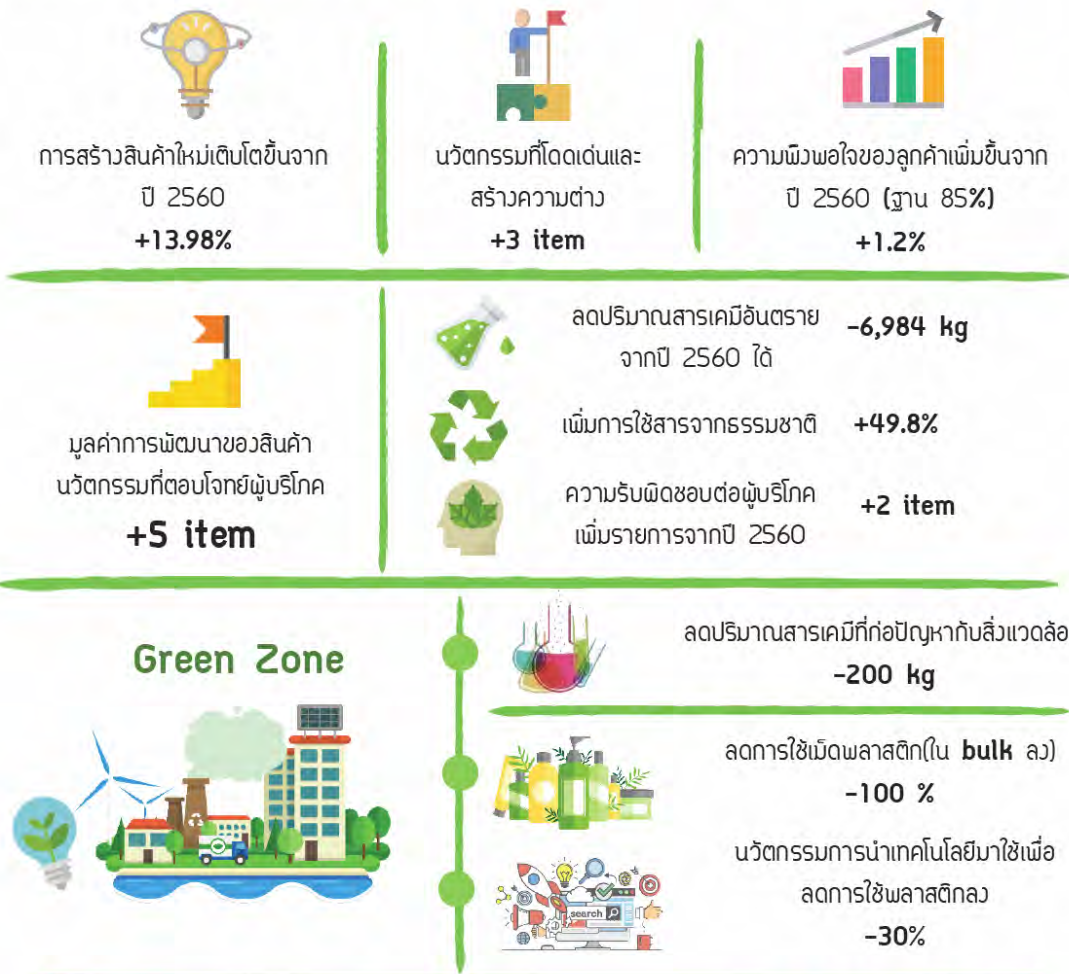 การสร้างสินค้าใหม่เติบโตขึ้นจาก
ปี 2560
+13.98%
นวัตกรรมที่โดดเด่นและ
สร้างความต่าง
+3 item
ความพึงพอใจของลูกค้าเพิ่มขึ้นจาก
ปี 2560 (ฐาน 85%)
+1.2%
มูลค่าการพัฒนาของสินค้า
นวัตกรรมที่ตอบโจทย์ผู้บริโภค
+5 item
ลดปริมาณสารเคมีอันตราย
จากปี 2560 ได้
-6,984 kg
เพิ่มการใช้สารจากธรรมชาติ
+49.8%
ความรับผิดชอบต่อผู้บริโภค
เพิ่มรายการจากปี 2560
+2 item
Green Zone
ลดปริมาณสารเคมีที่ก่อปัญหากับสิ่งแวดล้อ
-200 kg
ลดการใช้เม็ดพลาสติก(ใน bulk ลง)
-100 %
นวัตกรรมการนำเทคโนโลยีมาใช้เพื่อ
ลดการใช้พลาสติกลง
-30%
search